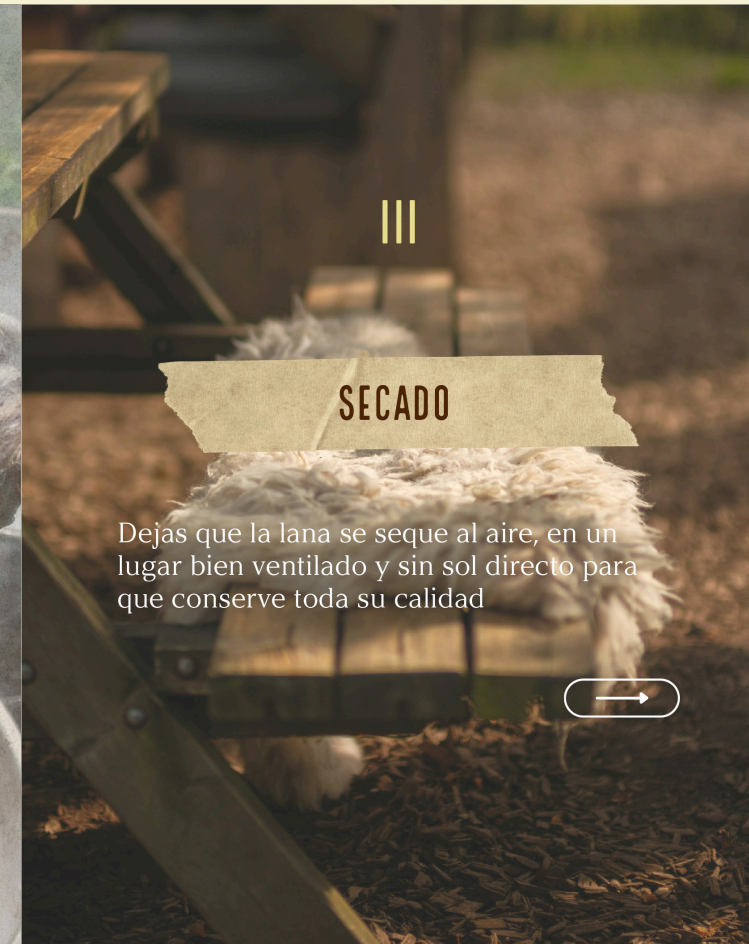 III
SECADO
Dejas que la lana se seque al aire, en un
lugar bien ventilado y sin sol directo para
que conserve toda su calidad